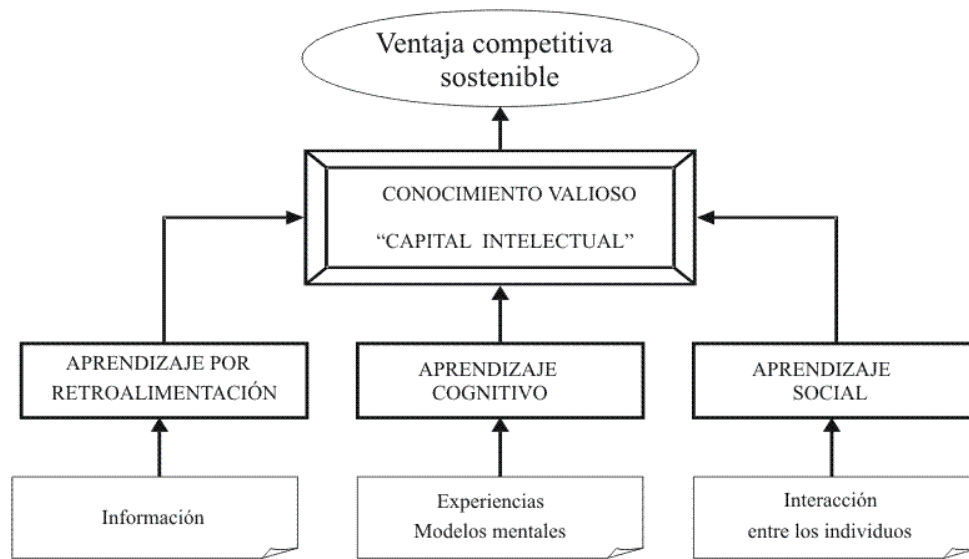 Ventaja competitiva
sostenible
CONOCIMIENTO VALIOSO
“CAPITAL INTELECTUAL”
APRENDIZAJE POR
RETROALIMENTACIÓN
APRENDIZAJE
COGNITIVO
APRENDIZAJE
SOCIAL
Información
Experiencias
Modelos mentales
Interacción
entre los individuos